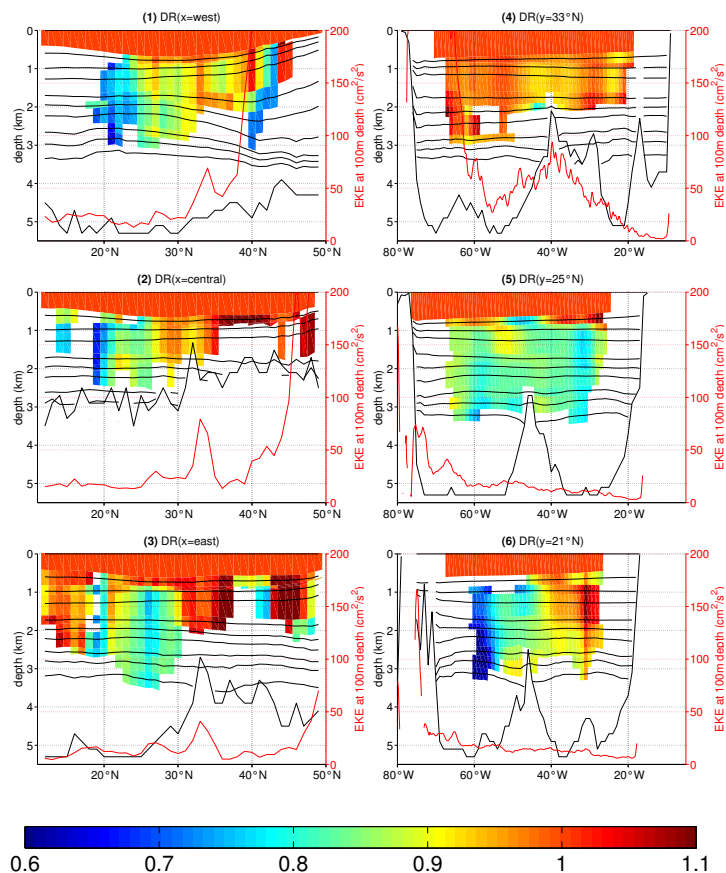 (1) DR(x=west)
0
1
2
3
4
5
depth (km)
20°N
30°N
40°N
50°N
200
150
100
50
0
EKE at 100m depth (cm²/s²)
(4) DR(y=33°N)
0
1
2
3
4
5
depth (km)
80°W
60°W
40°W
20°W
200
150
100
50
0
EKE at 100m depth (cm²/s²)
(2) DR(x=central)
0
1
2
3
4
5
depth (km)
20°N
30°N
40°N
50°N
200
150
100
50
0
EKE at 100m depth (cm²/s²)
(5) DR(y=25°N)
0
1
2
3
4
5
depth (km)
80°W
60°W
40°W
20°W
200
150
100
50
0
EKE at 100m depth (cm²/s²)
(3) DR(x=east)
0
1
2
3
4
5
depth (km)
20°N
30°N
40°N
50°N
200
150
100
50
0
EKE at 100m depth (cm²/s²)
(6) DR(y=21°N)
0
1
2
3
4
5
depth (km)
80°W
60°W
40°W
20°W
200
150
100
50
0
EKE at 100m depth (cm²/s²)
0.6 0.7 0.8 0.9 1 1.1